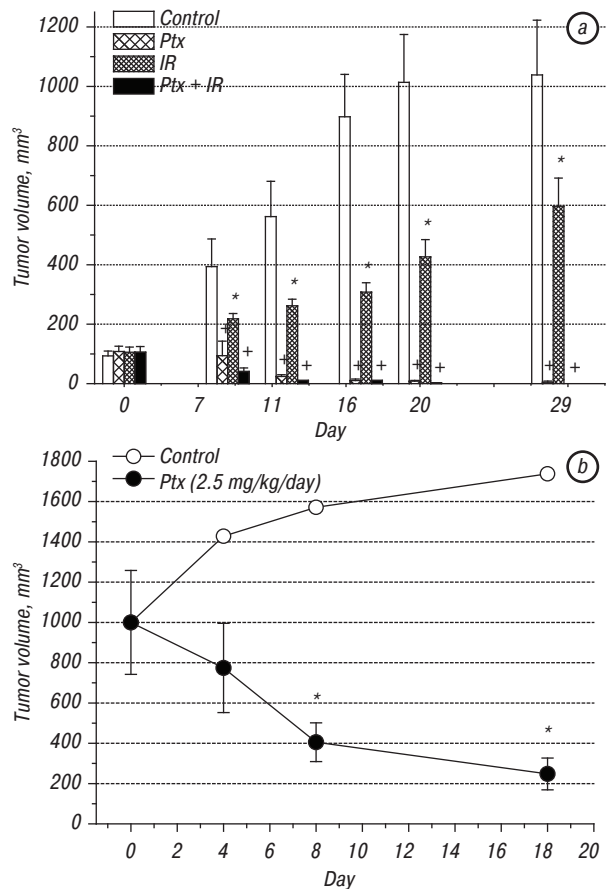 Control
Ptx
IR
Ptx + IR
a
Tumor volume, mm³
1200
1000
800
600
400
200
0
* + +
* + +
* + +
* + +
* + +
0 7 11 16 20 29
Day
Control
Ptx (2.5 mg/kg/day)
b
Tumor volume, mm³
1800
1600
1400
1200
1000
800
600
400
200
0
* *
0 2 4 6 8 10 12 14 16 18 20
Day